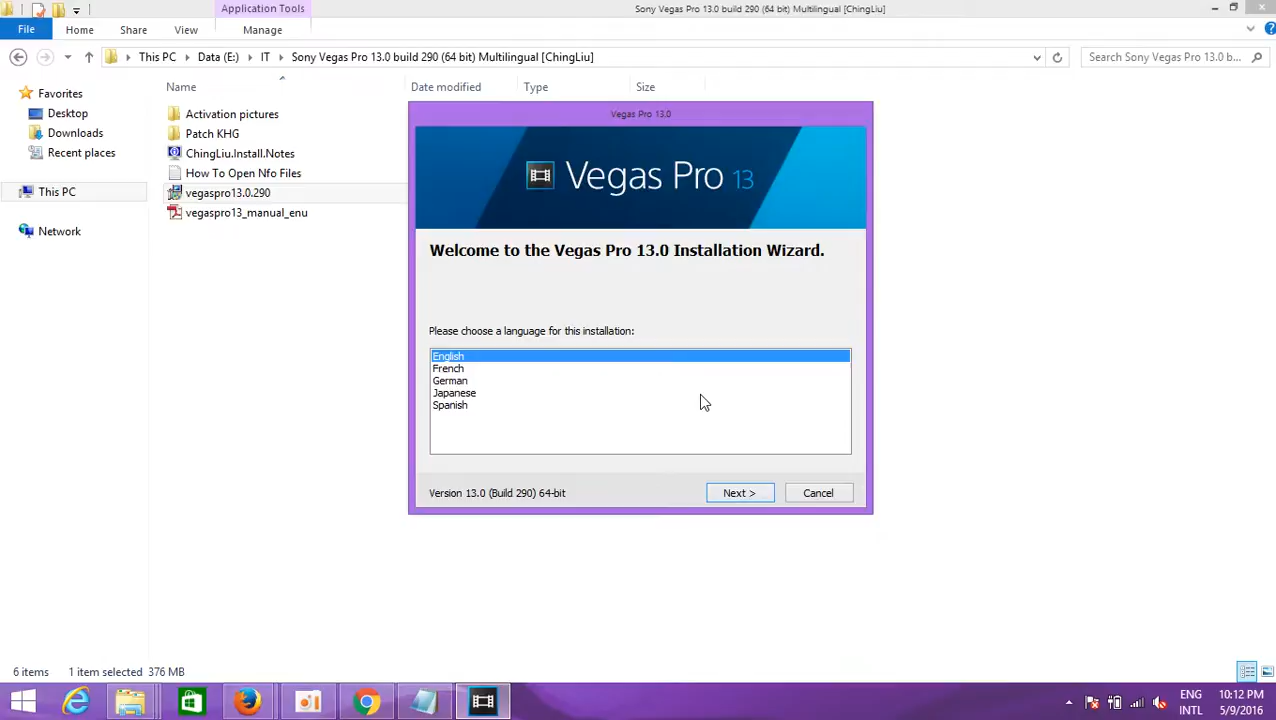 Application Tools
Sony Vegas Pro 13.0 build 290 (64 bit) Multilingual [ChingLiu]
File
Home
Share
View
Manage
This PC
Data (E:)
IT
Sony Vegas Pro 13.0 build 290 (64 bit) Multilingual [ChingLiu]
Search Sony Vegas Pro 13.0 b...
Name
Date modified
Type
Size
Favorites
Desktop
Downloads
Recent places
This PC
Network
Activation pictures
Patch KHG
ChingLiu.Install.Notes
How To Open Nfo Files
vegaspro13.0.290
vegaspro13_manual_enu
Vegas Pro 13.0
Vegas Pro 13
Welcome to the Vegas Pro 13.0 Installation Wizard.
Please choose a language for this installation:
English
French
German
Japanese
Spanish
Version 13.0 (Build 290) 64-bit
Next >
Cancel
6 items
1 item selected 376 MB
ENG
INTL
10:12 PM
5/9/2016